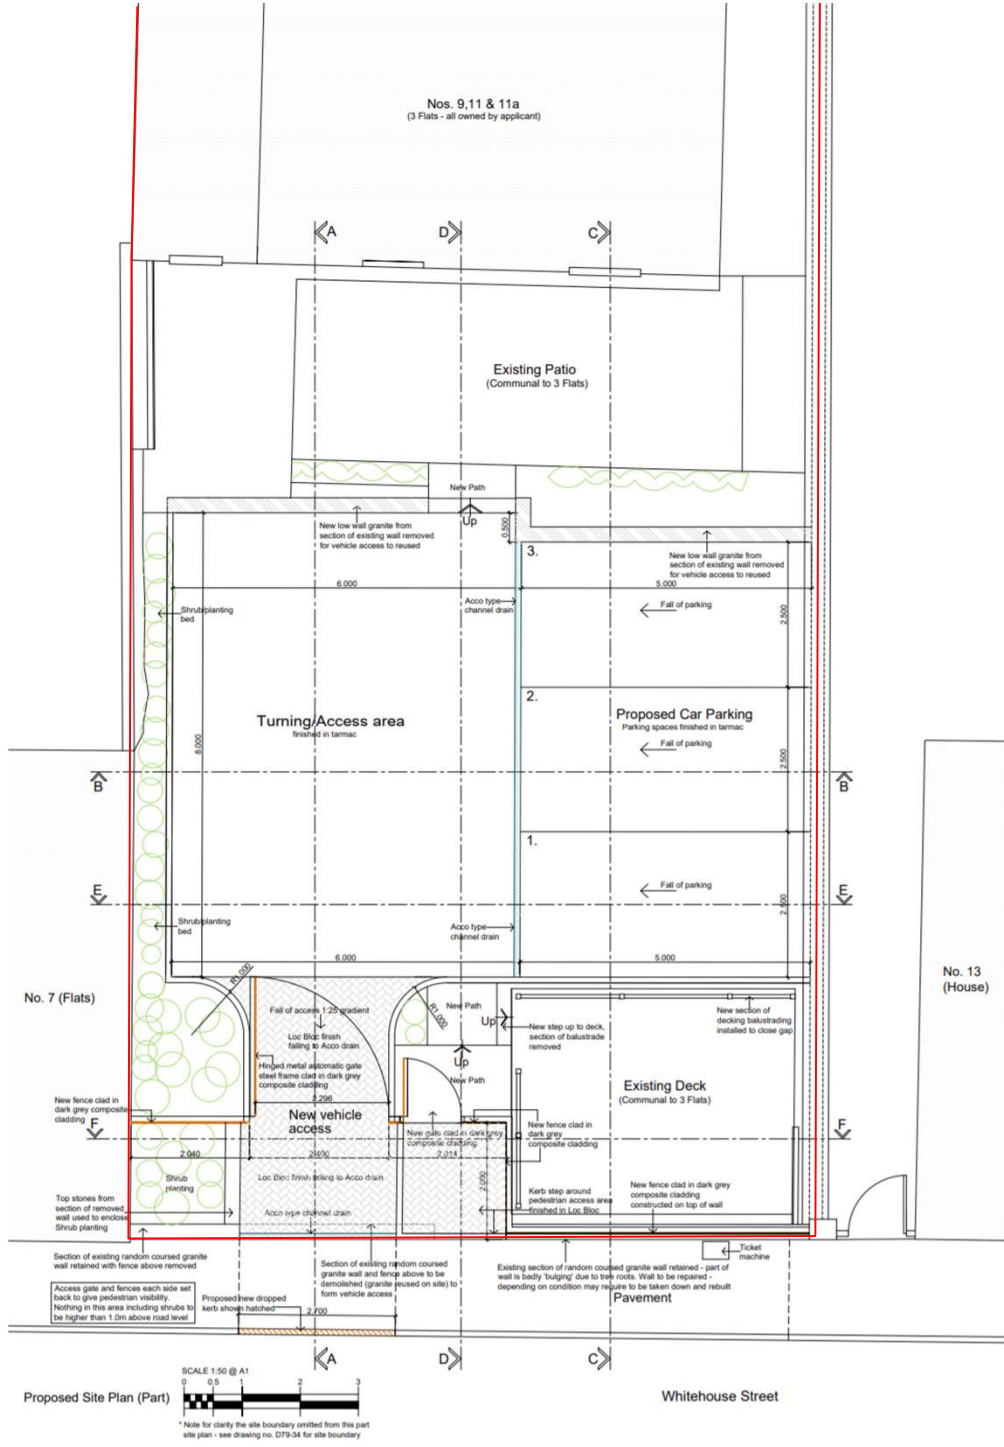 Nos. 9,11 & 11a
(3 Flats - all owned by applicant)
A
D
C
Existing Patio
(Communal to 3 Flats)
New Path
Up
0.500
New low wall granite from
section of existing wall removed
for vehicle access to reused
3.
New low wall granite from
section of existing wall removed
for vehicle access to reused
6.000
5.000
Acco type
channel drain
Shrub/planting
bed
Fall of parking
2.500
2.
Turning/Access area
finished in tarmac
Proposed Car Parking
Parking spaces finished in tarmac
8.000
Fall of parking
2.500
B
B
1.
E
E
Fall of parking
2.500
Shrub/planting
bed
Acco type
channel drain
6.000
5.000
No. 7 (Flats)
No. 13
(House)
R1.000
R1.000
Fall of access 1:25 gradient
Loc Bloc finish
falling to Acco drain
Hinged metal automatic gate
steel frame clad in dark grey
composite cladding
2.296
New Path
Up
New step up to deck,
section of balustrade
removed
New section of
decking balustrading
installed to close gap
Up
New Path
Existing Deck
(Communal to 3 Flats)
New fence clad in
dark grey composite
cladding
New vehicle
access
New gate clad in dark grey
composite cladding
New fence clad in
dark grey
composite cladding
F
F
2.040
2.400
2.014
2.000
Shrub
planting
Loc Bloc finish falling to Acco drain
Acco type channel drain
Kerb step around
pedestrian access area
finished in Loc Bloc
New fence clad in dark grey
composite cladding
constructed on top of wall
Top stones from
section of removed
wall used to enclose
Shrub planting
Section of existing random coursed granite
wall retained with fence above removed
Section of existing random coursed
granite wall and fence above to be
demolished (granite reused on site) to
form vehicle access
Existing section of random coursed granite wall retained - part of
wall is badly 'bulging' due to tree roots. Wall to be repaired -
depending on condition may require to be taken down and rebuilt
Ticket
machine
Access gate and fences each side set
back to give pedestrian visibility.
Nothing in this area including shrubs to
be higher than 1.0m above road level
Proposed new dropped
kerb shown hatched
2.700
Pavement
A
D
C
Proposed Site Plan (Part)
SCALE 1:50 @ A1
0 0.5 1 2 3
* Note for clarity the site boundary omitted from this part
site plan - see drawing no. D79-34 for site boundary
Whitehouse Street